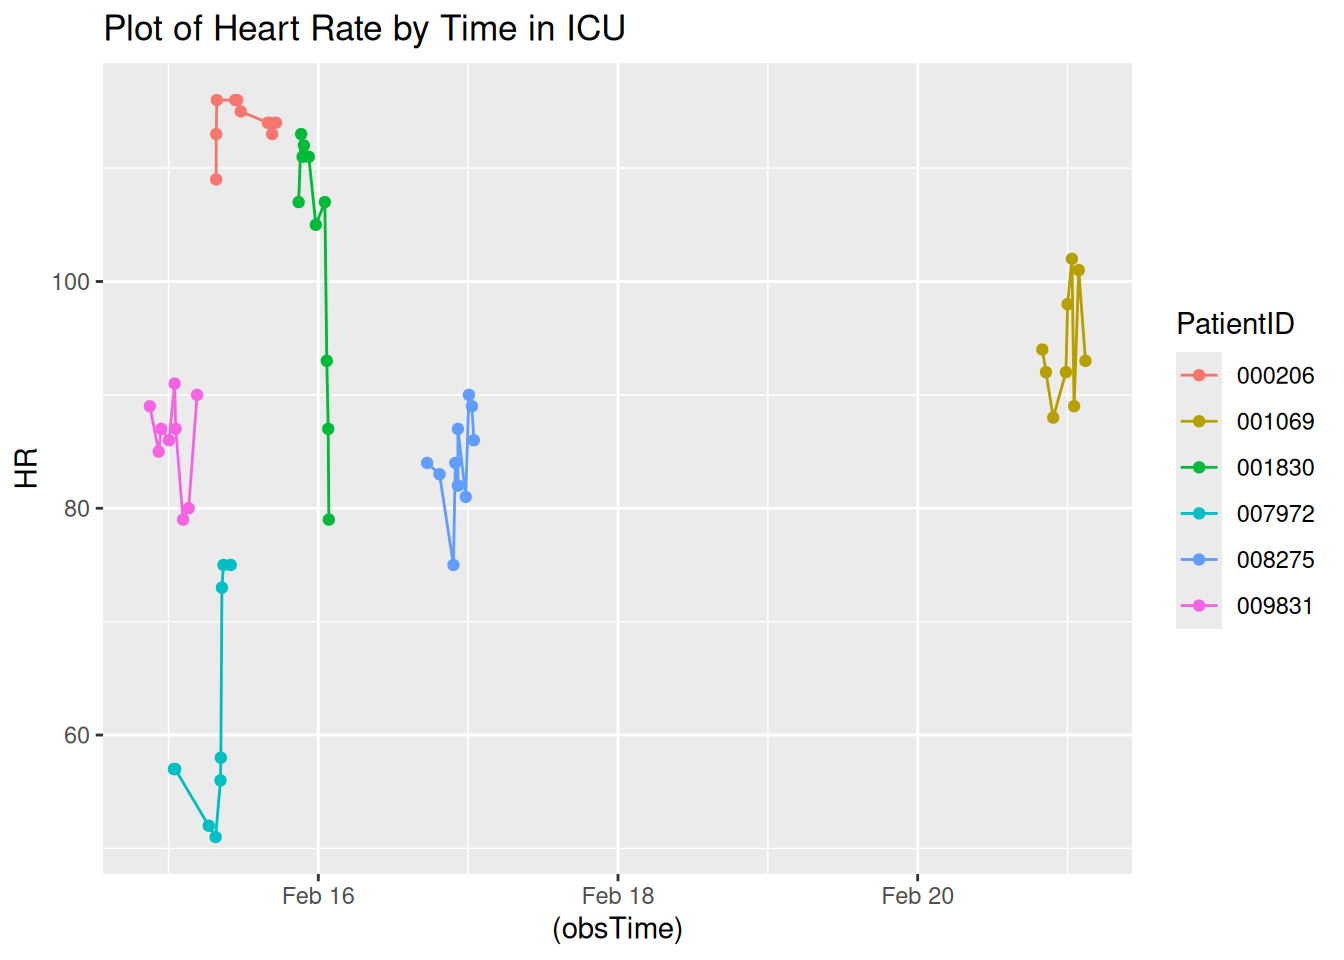 Plot of Heart Rate by Time in ICU
HR
100
80
60
Feb 16
Feb 18
Feb 20
(obsTime)
PatientID
000206
001069
001830
007972
008275
009831